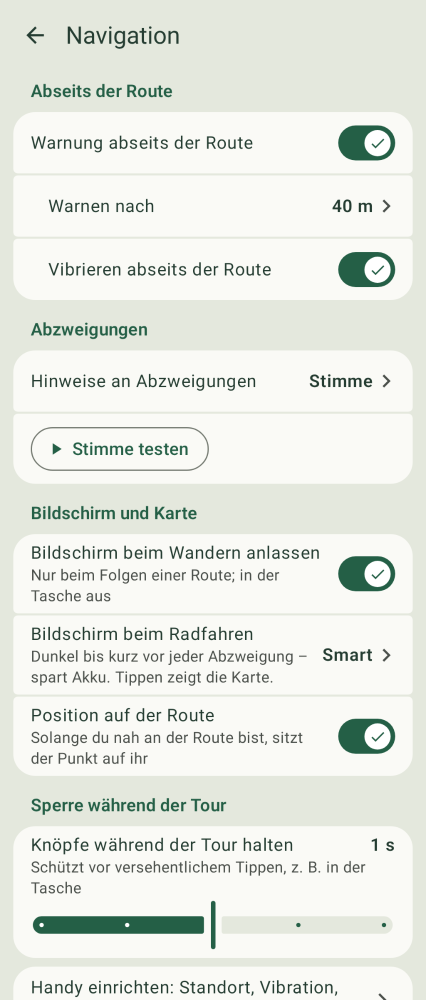 Navigation
Abseits der Route
Warnung abseits der Route
Warnen nach
40 m
Vibrieren abseits der Route
Abzweigungen
Hinweise an Abzweigungen
Stimme
Stimme testen
Bildschirm und Karte
Bildschirm beim Wandern anlassen
Nur beim Folgen einer Route; in der
Tasche aus
Bildschirm beim Radfahren
Dunkel bis kurz vor jeder Abzweigung –
spart Akku. Tippen zeigt die Karte.
Smart
Position auf der Route
Solange du nah an der Route bist, sitzt
der Punkt auf ihr
Sperre während der Tour
Knöpfe während der Tour halten
1 s
Schützt vor versehentlichem Tippen, z. B. in der
Tasche
Handy einrichten: Standort, Vibration,